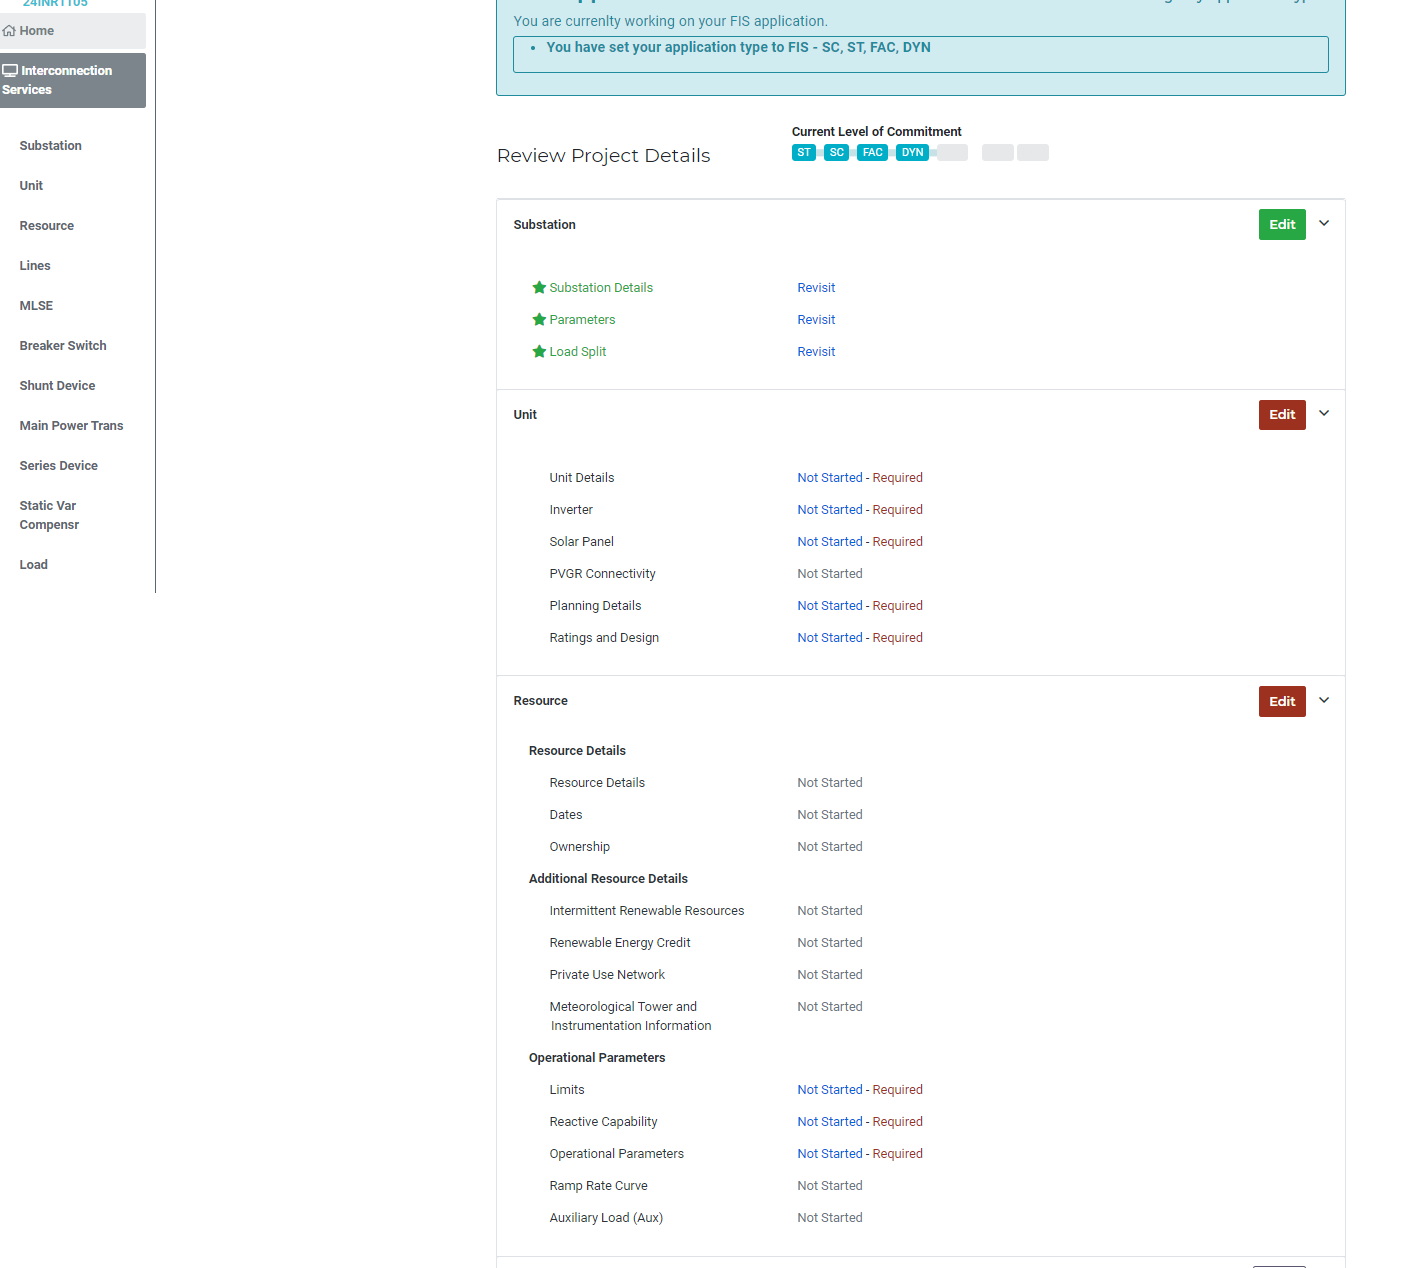 24INR1105
Home
Interconnection
Services
Substation
Unit
Resource
Lines
MLSE
Breaker Switch
Shunt Device
Main Power Trans
Series Device
Static Var
Compensr
Load
You are currenlty working on your FIS application.
You have set your application type to FIS - SC, ST, FAC, DYN
Review Project Details
Current Level of Commitment
ST SC FAC DYN
Substation Edit
Substation Details Revisit
Parameters Revisit
Load Split Revisit
Unit Edit
Unit Details Not Started - Required
Inverter Not Started - Required
Solar Panel Not Started - Required
PVGR Connectivity Not Started
Planning Details Not Started - Required
Ratings and Design Not Started - Required
Resource Edit
Resource Details
Resource Details Not Started
Dates Not Started
Ownership Not Started
Additional Resource Details
Intermittent Renewable Resources Not Started
Renewable Energy Credit Not Started
Private Use Network Not Started
Meteorological Tower and Not Started
Instrumentation Information
Operational Parameters
Limits Not Started - Required
Reactive Capability Not Started - Required
Operational Parameters Not Started - Required
Ramp Rate Curve Not Started
Auxiliary Load (Aux) Not Started